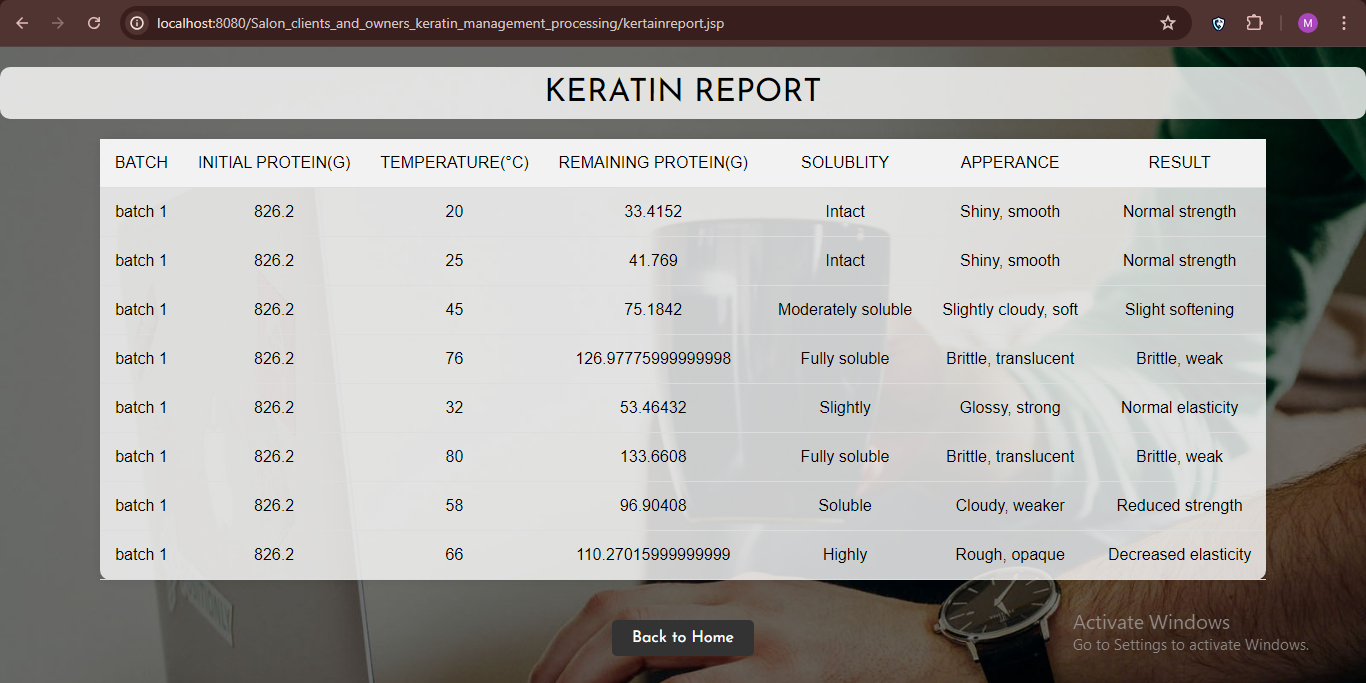 localhost:8080/Salon_clients_and_owners_keratin_management_processing/kertainreport.jsp
M
KERATIN REPORT
BATCH INITIAL PROTEIN(G) TEMPERATURE(°C) REMAINING PROTEIN(G) SOLUBLITY APPERANCE RESULT
batch 1 826.2 20 33.4152 Intact Shiny, smooth Normal strength
batch 1 826.2 25 41.769 Intact Shiny, smooth Normal strength
batch 1 826.2 45 75.1842 Moderately soluble Slightly cloudy, soft Slight softening
batch 1 826.2 76 126.97775999999998 Fully soluble Brittle, translucent Brittle, weak
batch 1 826.2 32 53.46432 Slightly Glossy, strong Normal elasticity
batch 1 826.2 80 133.6608 Fully soluble Brittle, translucent Brittle, weak
batch 1 826.2 58 96.90408 Soluble Cloudy, weaker Reduced strength
batch 1 826.2 66 110.27015999999999 Highly Rough, opaque Decreased elasticity
Back to Home
Activate Windows
Go to Settings to activate Windows.